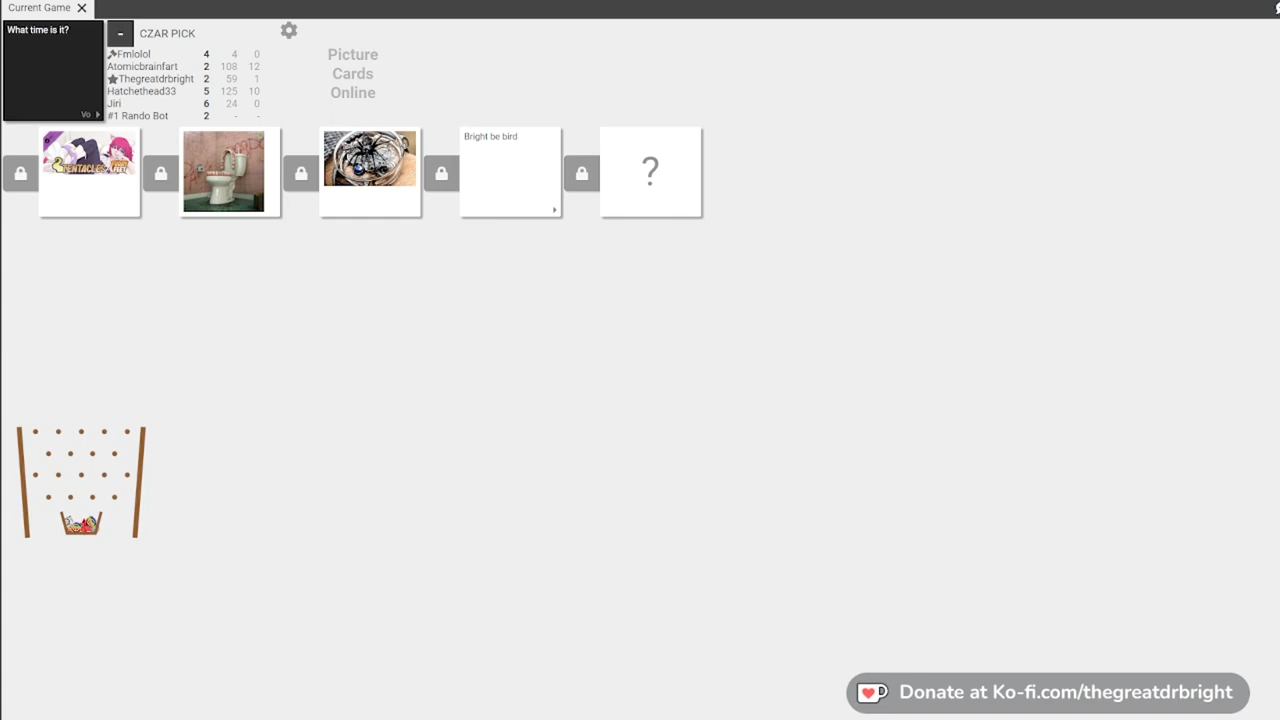 Current Game
What time is it?
Vo
-
CZAR PICK
Fmlolol 4 4 0
Atomicbrainfart 2 108 12
Thegreatdrbright 2 59 1
Hatchethead33 5 125 10
Jiri 6 24 0
#1 Rando Bot 2 - -
Picture
Cards
Online
TENTACLES
Bright be bird
?
Donate at Ko-fi.com/thegreatdrbright